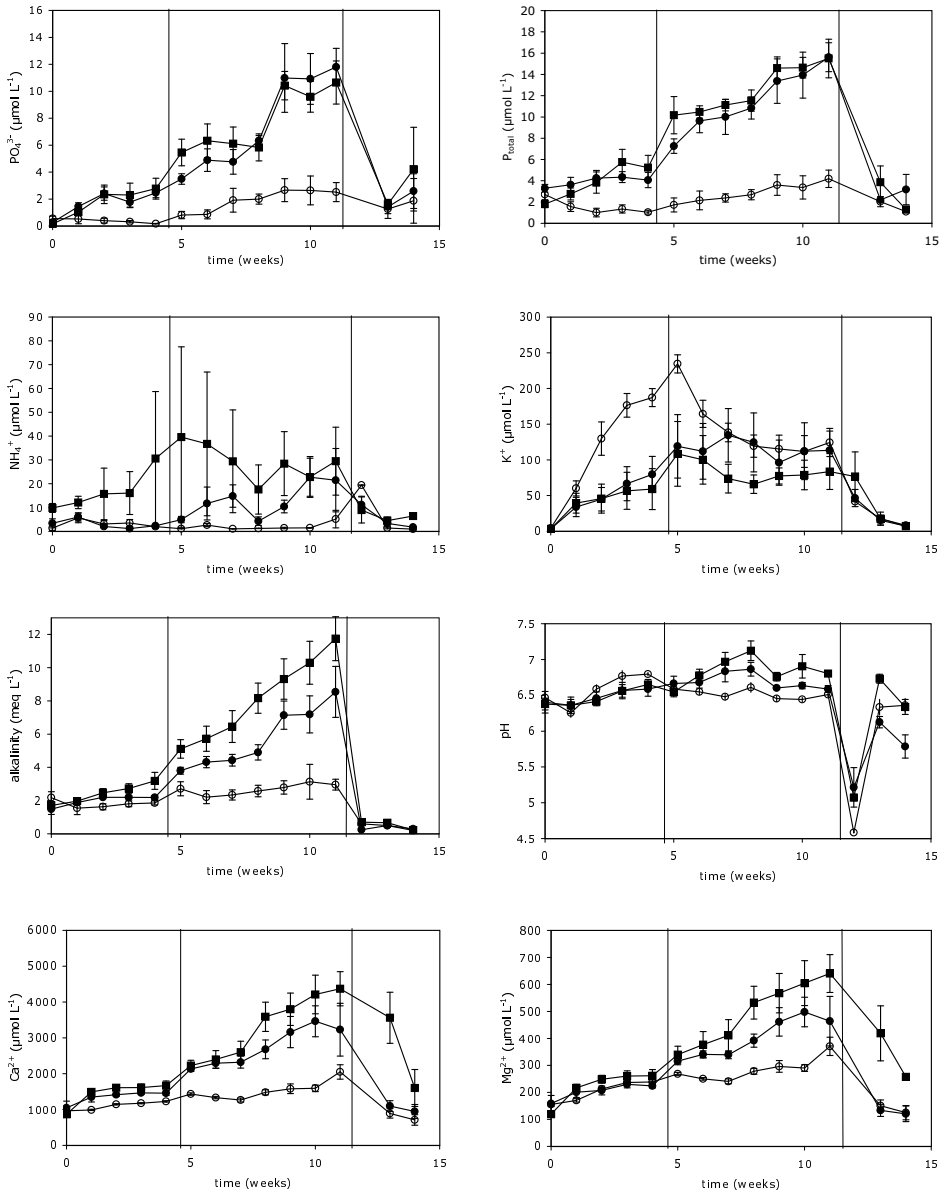 16
14
12
10
8
6
4
2
0
PO₄³⁻ (μmol L⁻¹)
0 5 10 15
time (weeks)
20
18
16
14
12
10
8
6
4
2
0
P total (μmol L⁻¹)
0 5 10 15
time (weeks)
90
80
70
60
50
40
30
20
10
0
NH₄⁺ (μmol L⁻¹)
0 5 10 15
time (weeks)
300
250
200
150
100
50
0
K⁺ (μmol L⁻¹)
0 5 10 15
time (weeks)
12
10
8
6
4
2
0
alkalinity (meq L⁻¹)
0 5 10 15
time (weeks)
7.5
7
6.5
6
5.5
5
4.5
pH
0 5 10 15
time (weeks)
6000
5000
4000
3000
2000
1000
0
Ca²⁺ (μmol L⁻¹)
0 5 10 15
time (weeks)
800
700
600
500
400
300
200
100
0
Mg²⁺ (μmol L⁻¹)
0 5 10 15
time (weeks)